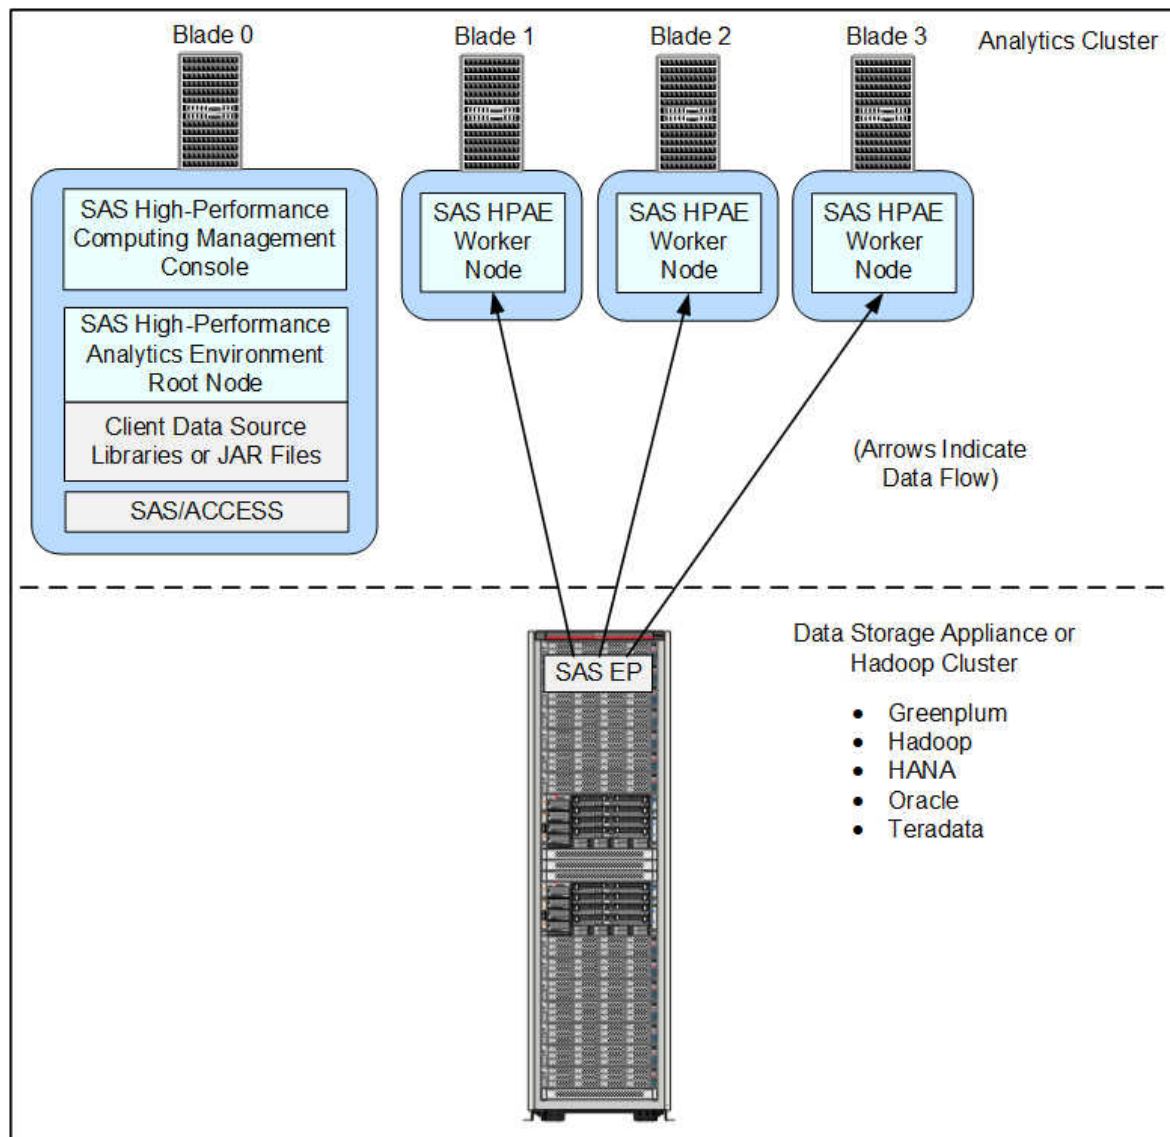 Blade 0
Blade 1
Blade 2
Blade 3
Analytics Cluster
SAS High-Performance
Computing Management
Console
SAS High-Performance
Analytics Environment
Root Node
Client Data Source
Libraries or JAR Files
SAS/ACCESS
SAS HPAE
Worker
Node
SAS HPAE
Worker
Node
SAS HPAE
Worker
Node
(Arrows Indicate
Data Flow)
SAS EP
Data Storage Appliance or
Hadoop Cluster
• Greenplum
• Hadoop
• HANA
• Oracle
• Teradata